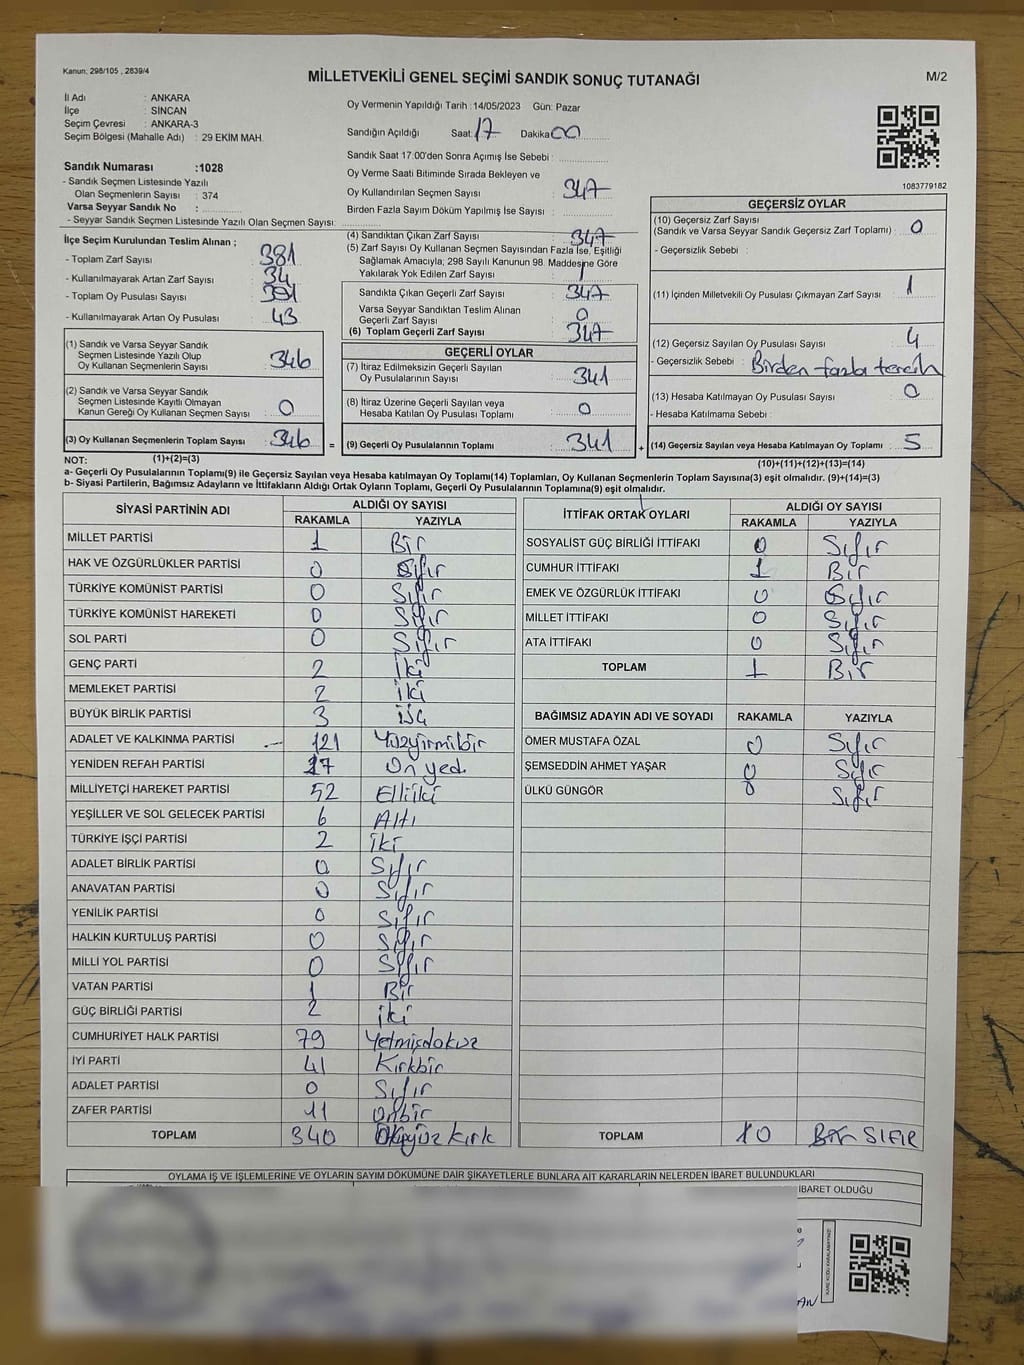 Kanun: 298/105 , 2839/4
MİLLETVEKİLİ GENEL SEÇİMİ SANDIK SONUÇ TUTANAĞI
M/2
İl Adı : ANKARA
İlçe : SİNCAN
Seçim Çevresi : ANKARA-3
Seçim Bölgesi (Mahalle Adı) : 29 EKİM MAH.
Sandık Numarası :1028
- Sandık Seçmen Listesinde Yazılı
Olan Seçmenlerin Sayısı : 374
Varsa Seyyar Sandık No :
- Seyyar Sandık Seçmen Listesinde Yazılı Olan Seçmen Sayısı:
Oy Vermenin Yapıldığı Tarih :14/05/2023 Gün: Pazar
Sandığın Açıldığı Saat: 17 Dakika 00
Sandık Saat 17:00'den Sonra Açımış İse Sebebi :
Oy Verme Saati Bitiminde Sırada Bekleyen ve
Oy Kullandırılan Seçmen Sayısı : 347
Birden Fazla Sayım Döküm Yapılmış İse Sayısı :
1083779182
İlçe Seçim Kurulundan Teslim Alınan ;
- Toplam Zarf Sayısı : 381
- Kullanılmayarak Artan Zarf Sayısı : 34
- Toplam Oy Pusulası Sayısı : 391
- Kullanılmayarak Artan Oy Pusulası : 43
(4) Sandıktan Çıkan Zarf Sayısı : 347
(5) Zarf Sayısı Oy Kullanan Seçmen Sayısından Fazla İse, Eşitliği
Sağlamak Amacıyla; 298 Sayılı Kanunun 98. Maddesine Göre
Yakılarak Yok Edilen Zarf Sayısı : 1
Sandıkta Çıkan Geçerli Zarf Sayısı : 347
Varsa Seyyar Sandıktan Teslim Alınan
Geçerli Zarf Sayısı : 0
(6) Toplam Geçerli Zarf Sayısı : 347
GEÇERSİZ OYLAR
(10) Geçersiz Zarf Sayısı
(Sandık ve Varsa Seyyar Sandık Geçersiz Zarf Toplamı) : 0
- Geçersizlik Sebebi :
(11) İçinden Milletvekili Oy Pusulası Çıkmayan Zarf Sayısı : 1
(12) Geçersiz Sayılan Oy Pusulası Sayısı : 4
- Geçersizlik Sebebi : Birden fazla tercih
(13) Hesaba Katılmayan Oy Pusulası Sayısı : 0
- Hesaba Katılmama Sebebi :
(1) Sandık ve Varsa Seyyar Sandık
Seçmen Listesinde Yazılı Olup
Oy Kullanan Seçmenlerin Sayısı : 346
(2) Sandık ve Varsa Seyyar Sandık
Seçmen Listesinde Kayıtlı Olmayan
Kanun Gereği Oy Kullanan Seçmen Sayısı : 0
GEÇERLİ OYLAR
(7) İtiraz Edilmeksizin Geçerli Sayılan
Oy Pusulalarının Sayısı : 341
(8) İtiraz Üzerine Geçerli Sayılan veya
Hesaba Katılan Oy Pusulası Toplamı : 0
(3) Oy Kullanan Seçmenlerin Toplam Sayısı : 346 = (9) Geçerli Oy Pusulalarının Toplamı : 341 + (14) Geçersiz Sayılan veya Hesaba Katılmayan Oy Toplamı : 5
NOT: (1)+(2)=(3) (10)+(11)+(12)+(13)=(14)
a- Geçerli Oy Pusulalarının Toplamı(9) ile Geçersiz Sayılan veya Hesaba katılmayan Oy Toplamı(14) Toplamları, Oy Kullanan Seçmenlerin Toplam Sayısına(3) eşit olmalıdır. (9)+(14)=(3)
b- Siyasi Partilerin, Bağımsız Adayların ve İttifakların Aldığı Ortak Oyların Toplamı, Geçerli Oy Pusulalarının Toplamına(9) eşit olmalıdır.
SİYASİ PARTİNİN ADI ALDIĞI OY SAYISI
RAKAMLA YAZIYLA
MİLLET PARTİSİ 1 Bir
HAK VE ÖZGÜRLÜKLER PARTİSİ 0 Sıfır
TÜRKİYE KOMÜNİST PARTİSİ 0 Sıfır
TÜRKİYE KOMÜNİST HAREKETİ 0 Sıfır
SOL PARTİ 0 Sıfır
GENÇ PARTİ 2 İki
MEMLEKET PARTİSİ 2 İki
BÜYÜK BİRLİK PARTİSİ 3
ADALET VE KALKINMA PARTİSİ 121 Yüzyirmibir
YENİDEN REFAH PARTİSİ 17 On yedi
MİLLİYETÇİ HAREKET PARTİSİ 52 Elliiki
YEŞİLLER VE SOL GELECEK PARTİSİ 6 Altı
TÜRKİYE İŞÇİ PARTİSİ 2 İki
ADALET BİRLİK PARTİSİ 0 Sıfır
ANAVATAN PARTİSİ 0 Sıfır
YENİLİK PARTİSİ 0 Sıfır
HALKIN KURTULUŞ PARTİSİ 0 Sıfır
MİLLİ YOL PARTİSİ 0 Sıfır
VATAN PARTİSİ 1 Bir
GÜÇ BİRLİĞİ PARTİSİ 2 İki
CUMHURİYET HALK PARTİSİ 79 Yetmişdokuz
İYİ PARTİ 41 Kırkbir
ADALET PARTİSİ 0 Sıfır
ZAFER PARTİSİ 11 Onbir
TOPLAM 340 Üçyüz kırk
İTTİFAK ORTAK OYLARI ALDIĞI OY SAYISI
RAKAMLA YAZIYLA
SOSYALİST GÜÇ BİRLİĞİ İTTİFAKI 0 Sıfır
CUMHUR İTTİFAKI 1 Bir
EMEK VE ÖZGÜRLÜK İTTİFAKI 0 Sıfır
MİLLET İTTİFAKI 0 Sıfır
ATA İTTİFAKI 0 Sıfır
TOPLAM 1 Bir
BAĞIMSIZ ADAYIN ADI VE SOYADI RAKAMLA YAZIYLA
ÖMER MUSTAFA ÖZAL 0 Sıfır
ŞEMSEDDİN AHMET YAŞAR 0 Sıfır
ÜLKÜ GÜNGÖR 0 Sıfır
TOPLAM 10 BİR SIFIR
OYLAMA İŞ VE İŞLEMLERİNE VE OYLARIN SAYIM DÖKÜMÜNE DAİR ŞİKAYETLERLE BUNLARA AİT KARARLARIN NELERDEN İBARET BULUNDUKLARI
İBARET OLDUĞU